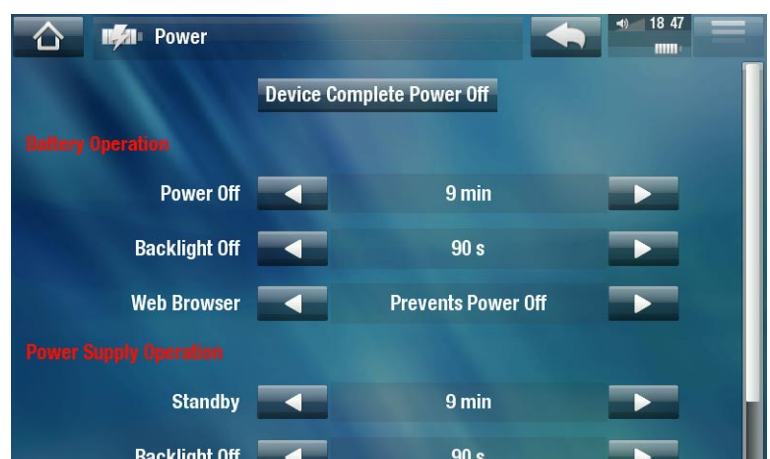 Power
18 47
Device Complete Power Off
Battery Operation
Power Off 9 min
Backlight Off 90 s
Web Browser Prevents Power Off
Power Supply Operation
Standby 9 min
Backlight Off 90 s